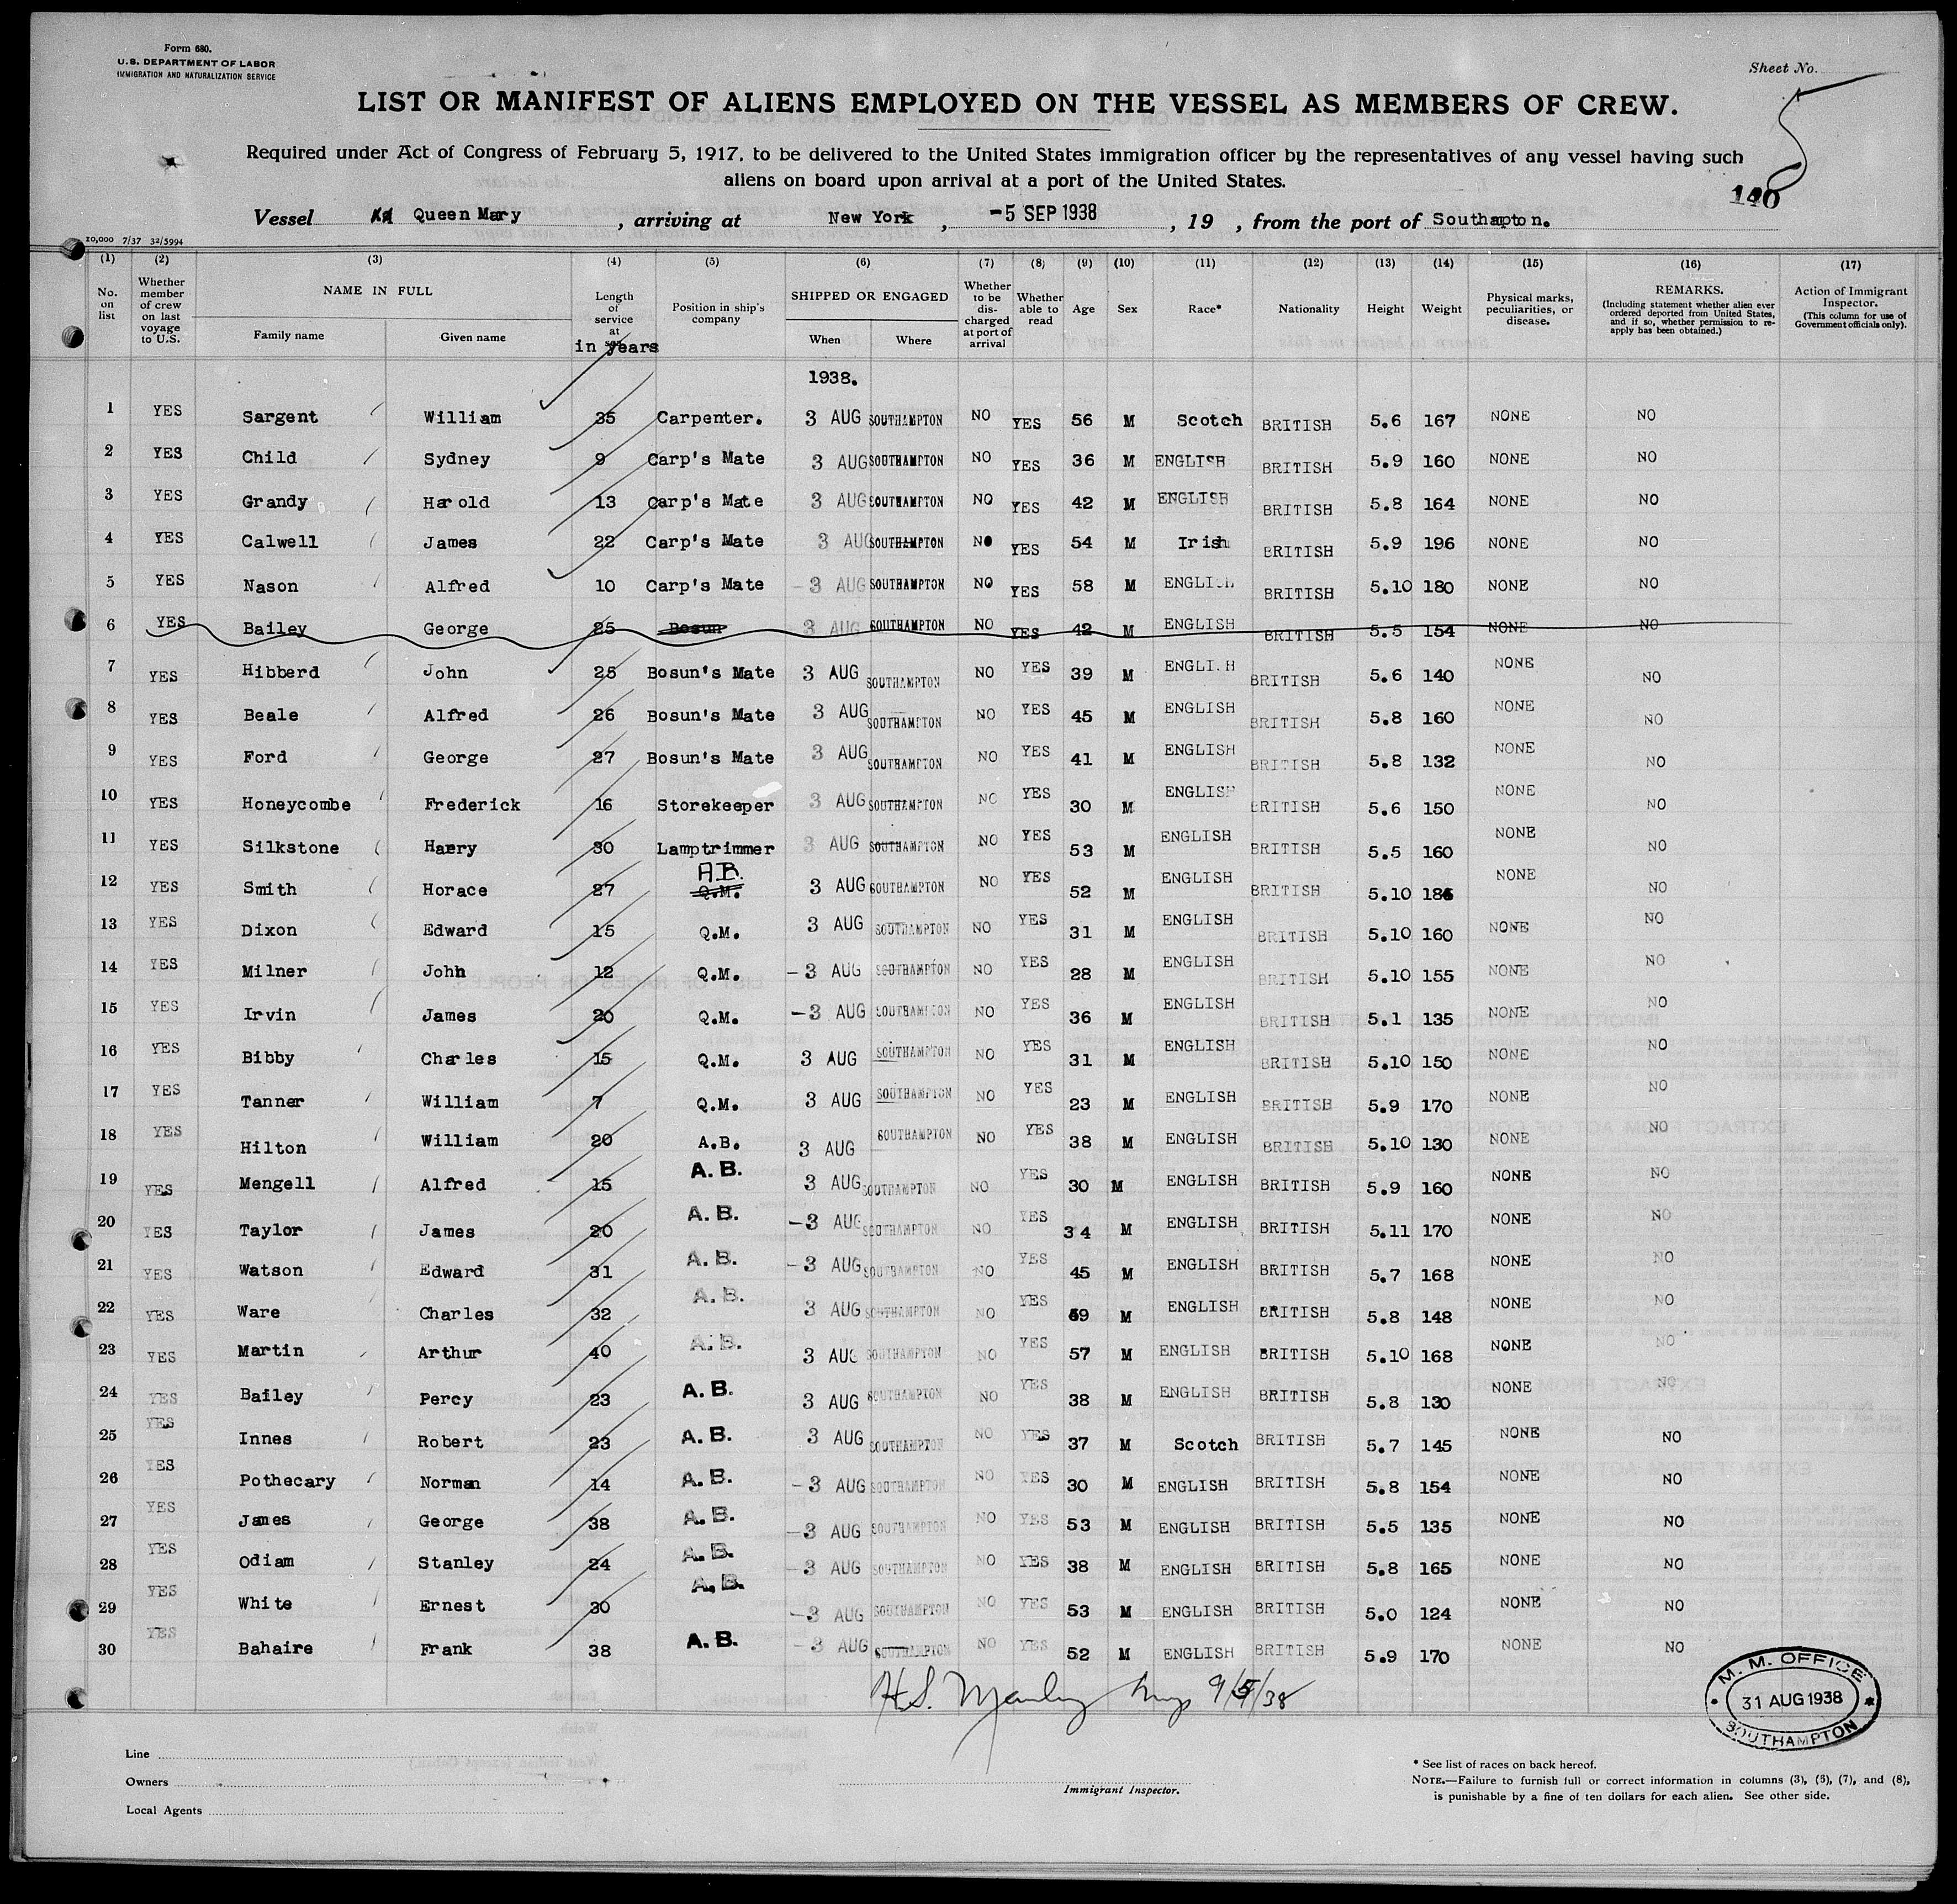 Form 680.
U.S. DEPARTMENT OF LABOR
IMMIGRATION AND NATURALIZATION SERVICE
Sheet No.
5
LIST OR MANIFEST OF ALIENS EMPLOYED ON THE VESSEL AS MEMBERS OF CREW.
Required under Act of Congress of February 5, 1917, to be delivered to the United States immigration officer by the representatives of any vessel having such
aliens on board upon arrival at a port of the United States.
140
Vessel Queen Mary, arriving at New York, -5 SEP 1938, 19 , from the port of Southapton.
10,000 7/37 32/5994
(1) (2) (3) (4) (5) (6) (7) (8) (9) (10) (11) (12) (13) (14) (15) (16) (17)
No. on list
Whether member of crew on last voyage to U.S.
NAME IN FULL
Family name
Given name
Length of service at sea
in years
Position in ship's company
SHIPPED OR ENGAGED
When
Where
Whether to be discharged at port of arrival
Whether able to read
Age
Sex
Race*
Nationality
Height
Weight
Physical marks, peculiarities, or disease.
REMARKS.
(Including statement whether alien ever ordered deported from United States, and if so, whether permission to reapply has been obtained.)
Action of Immigrant Inspector.
(This column for use of Government officials only).
1938.
1 YES Sargent William 35 Carpenter. 3 AUG SOUTHAMPTON NO YES 56 M Scotch BRITISH 5.6 167 NONE NO
2 YES Child Sydney 9 Carp's Mate 3 AUG SOUTHAMPTON NO YES 36 M ENGLISH BRITISH 5.9 160 NONE NO
3 YES Grandy Harold 13 Carp's Mate 3 AUG SOUTHAMPTON NO YES 42 M ENGLISH BRITISH 5.8 164 NONE NO
4 YES Calwell James 22 Carp's Mate 3 AUG SOUTHAMPTON NO YES 54 M Irish BRITISH 5.9 196 NONE NO
5 YES Nason Alfred 10 Carp's Mate 3 AUG SOUTHAMPTON NO YES 58 M ENGLISH BRITISH 5.10 180 NONE NO
6 YES Bailey George 25 Bosun 3 AUG SOUTHAMPTON NO YES 42 M ENGLISH BRITISH 5.5 154 NONE NO
7 YES Hibberd John 25 Bosun's Mate 3 AUG SOUTHAMPTON NO YES 39 M ENGLISH BRITISH 5.6 140 NONE NO
8 YES Beale Alfred 26 Bosun's Mate 3 AUG SOUTHAMPTON NO YES 45 M ENGLISH BRITISH 5.8 160 NONE NO
9 YES Ford George 27 Bosun's Mate 3 AUG SOUTHAMPTON NO YES 41 M ENGLISH BRITISH 5.8 132 NONE NO
10 YES Honeycombe Frederick 16 Storekeeper 3 AUG SOUTHAMPTON NO YES 30 M ENGLISH BRITISH 5.6 150 NONE NO
11 YES Silkstone Harry 30 Lamptrimmer 3 AUG SOUTHAMPTON NO YES 53 M ENGLISH BRITISH 5.5 160 NONE NO
12 YES Smith Horace 27 Q.M. A.B. 3 AUG SOUTHAMPTON NO YES 52 M ENGLISH BRITISH 5.10 NONE NO
13 YES Dixon Edward 15 Q.M. 3 AUG SOUTHAMPTON NO YES 31 M ENGLISH BRITISH 5.10 160 NONE NO
14 YES Milner John 12 Q.M. -3 AUG SOUTHAMPTON NO YES 28 M ENGLISH BRITISH 5.10 155 NONE NO
15 YES Irvin James 20 Q.M. -3 AUG SOUTHAMPTON NO YES 36 M ENGLISH BRITISH 5.1 135 NONE NO
16 YES Bibby Charles 15 Q.M. 3 AUG SOUTHAMPTON NO YES 31 M ENGLISH BRITISH 5.10 150 NONE NO
17 YES Tanner William 7 Q.M. 3 AUG SOUTHAMPTON NO YES 23 M ENGLISH BRITISH 5.9 170 NONE NO
18 YES Hilton William 20 A.B. 3 AUG SOUTHAMPTON NO YES 38 M ENGLISH BRITISH 5.10 130 NONE NO
19 YES Mengell Alfred 15 A.B. 3 AUG SOUTHAMPTON NO YES 30 M ENGLISH BRITISH 5.9 160 NONE NO
20 YES Taylor James 20 A.B. -3 AUG SOUTHAMPTON NO YES 34 M ENGLISH BRITISH 5.11 170 NONE NO
21 YES Watson Edward 31 A.B. -3 AUG SOUTHAMPTON NO YES 45 M ENGLISH BRITISH 5.7 168 NONE NO
22 YES Ware Charles 32 A.B. 3 AUG SOUTHAMPTON NO YES M ENGLISH BRITISH 5.8 148 NONE NO
23 YES Martin Arthur 40 A.B. 3 AUG SOUTHAMPTON NO YES 57 M ENGLISH BRITISH 5.10 168 NONE NO
24 YES Bailey Percy 23 A.B. 3 AUG SOUTHAMPTON NO YES 38 M ENGLISH BRITISH 5.8 130 NONE NO
25 YES Innes Robert 23 A.B. 3 AUG SOUTHAMPTON NO YES 37 M Scotch BRITISH 5.7 145 NONE NO
26 YES Pothecary Norman 14 A.B. -3 AUG SOUTHAMPTON NO YES 30 M ENGLISH BRITISH 5.8 154 NONE NO
27 YES James George 38 A.B. -3 AUG SOUTHAMPTON NO YES 53 M ENGLISH BRITISH 5.5 135 NONE NO
28 YES Odiam Stanley 24 A.B. -3 AUG SOUTHAMPTON NO YES 38 M ENGLISH BRITISH 5.8 165 NONE NO
29 YES White Ernest 30 A.B. -3 AUG SOUTHAMPTON NO YES 53 M ENGLISH BRITISH 5.0 124 NONE NO
30 YES Bahaire Frank 38 A.B. -3 AUG SOUTHAMPTON NO YES 52 M ENGLISH BRITISH 5.9 170 NONE NO
H.S. Manley Insp 9/5/38
M. M. OFFICE
31 AUG 1938
SOUTHAMPTON
Line
Owners
Local Agents
Immigrant Inspector.
* See list of races on back hereof.
NOTE.—Failure to furnish full or correct information in columns (3), (5), (7), and (8),
is punishable by a fine of ten dollars for each alien. See other side.